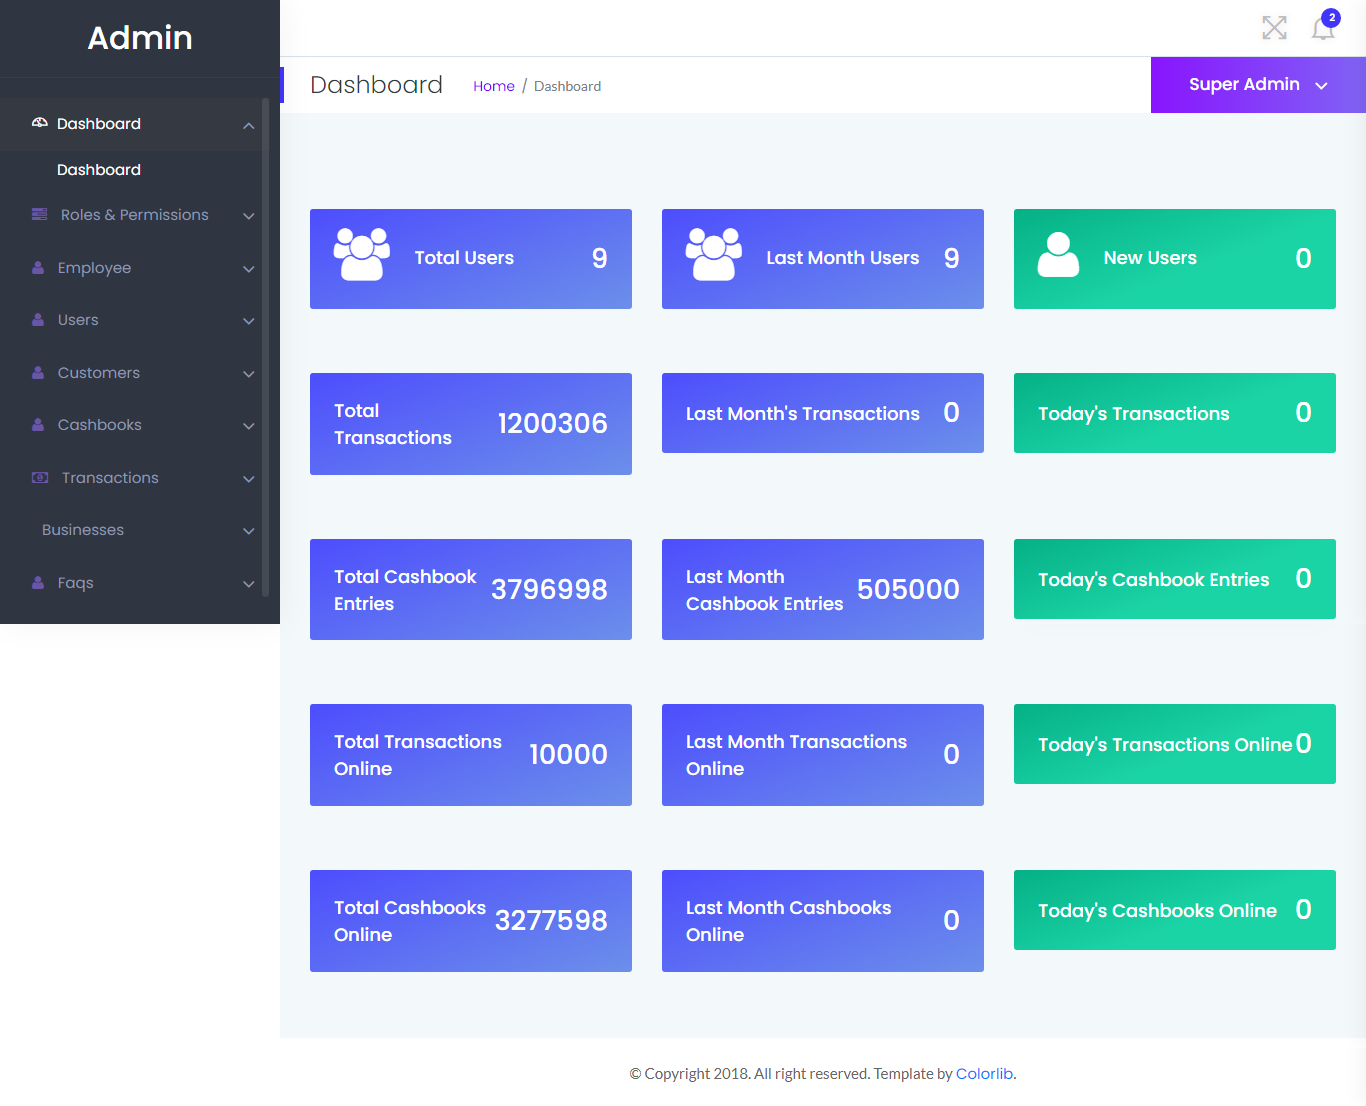 Admin
2
Dashboard
Home / Dashboard
Super Admin
Dashboard
Dashboard
Roles & Permissions
Employee
Users
Customers
Cashbooks
Transactions
Businesses
Faqs
Total Users 9
Last Month Users 9
New Users 0
Total
Transactions
1200306
Last Month's Transactions 0
Today's Transactions 0
Total Cashbook
Entries
3796998
Last Month
Cashbook Entries
505000
Today's Cashbook Entries 0
Total Transactions
Online
10000
Last Month Transactions
Online
0
Today's Transactions Online 0
Total Cashbooks
Online
3277598
Last Month Cashbooks
Online
0
Today's Cashbooks Online 0
© Copyright 2018. All right reserved. Template by Colorlib.